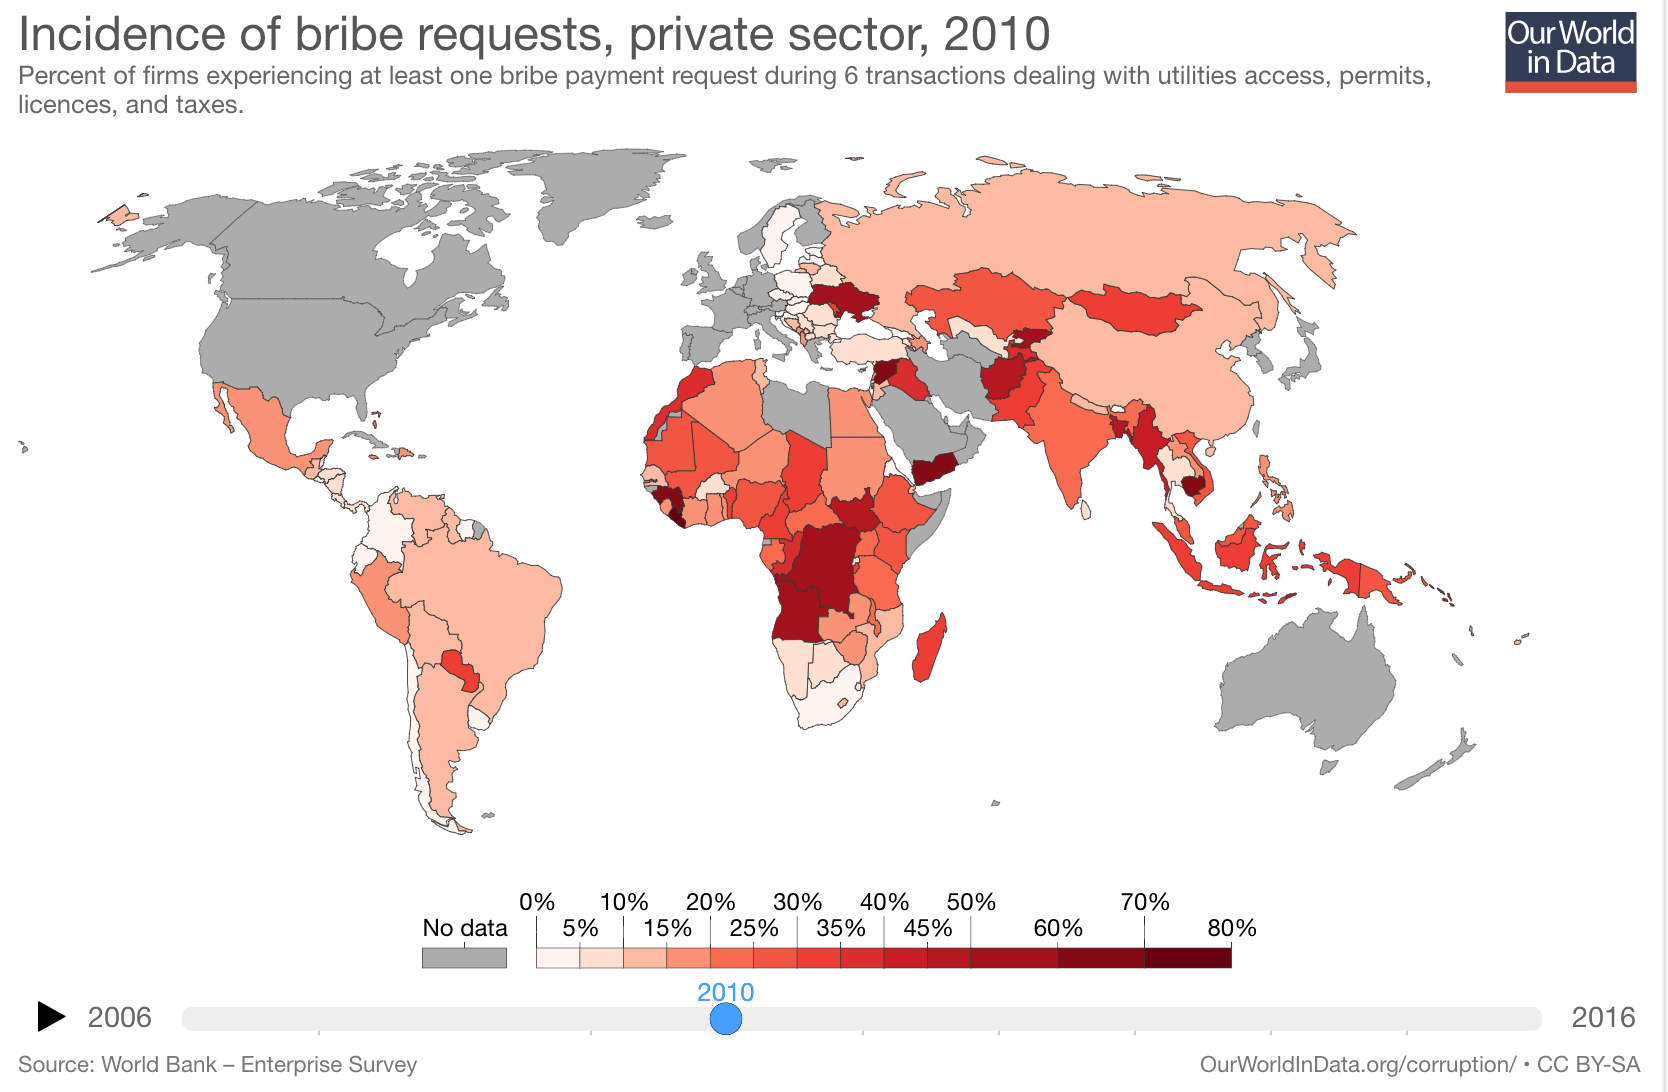 Incidence of bribe requests, private sector, 2010
Percent of firms experiencing at least one bribe payment request during 6 transactions dealing with utilities access, permits,
licences, and taxes.
Our World
in Data
No data
0% 10% 20% 30% 40% 50% 70%
5% 15% 25% 35% 45% 60% 80%
2010
2006
2016
Source: World Bank – Enterprise Survey
OurWorldInData.org/corruption/ • CC BY-SA